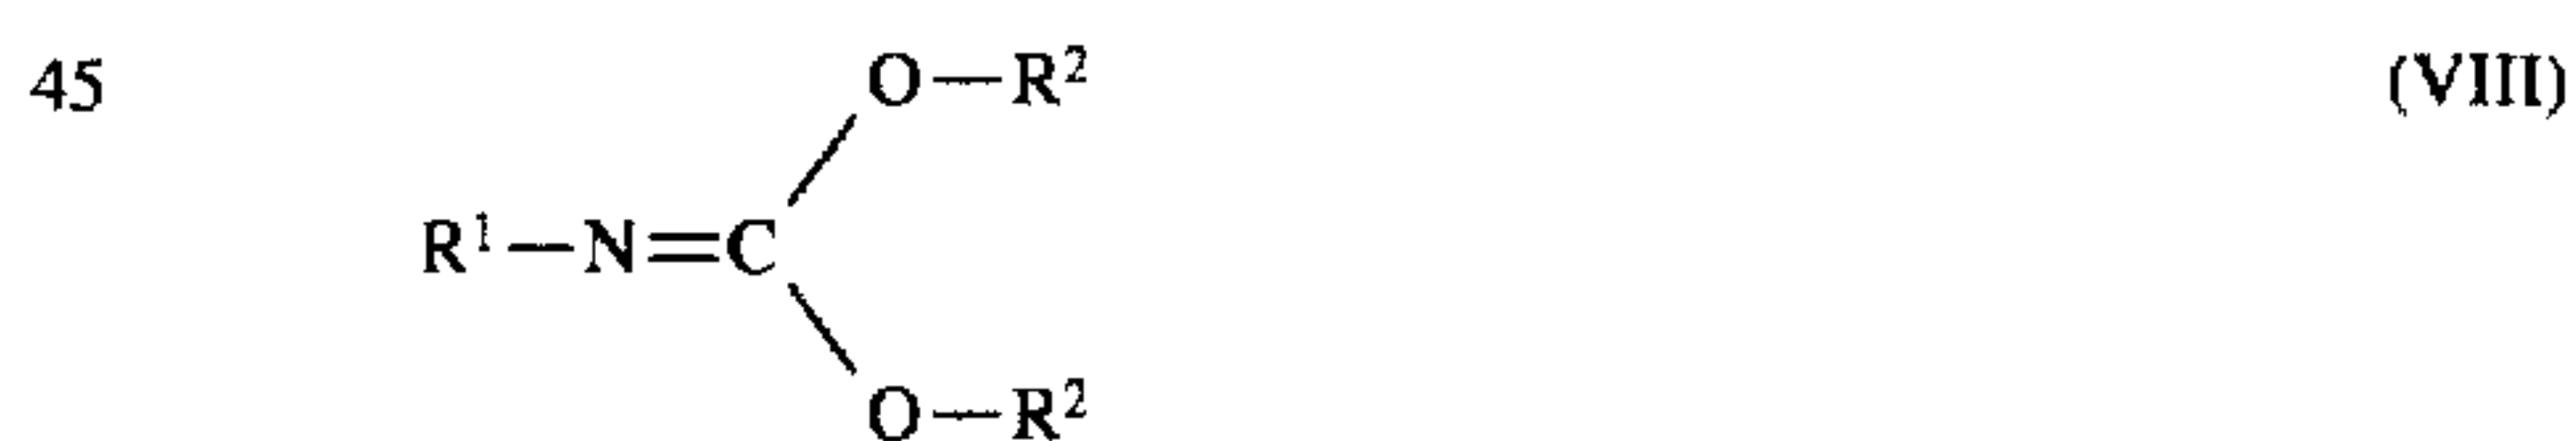 45 O—R² (VIII)
R¹—N=C
O—R²